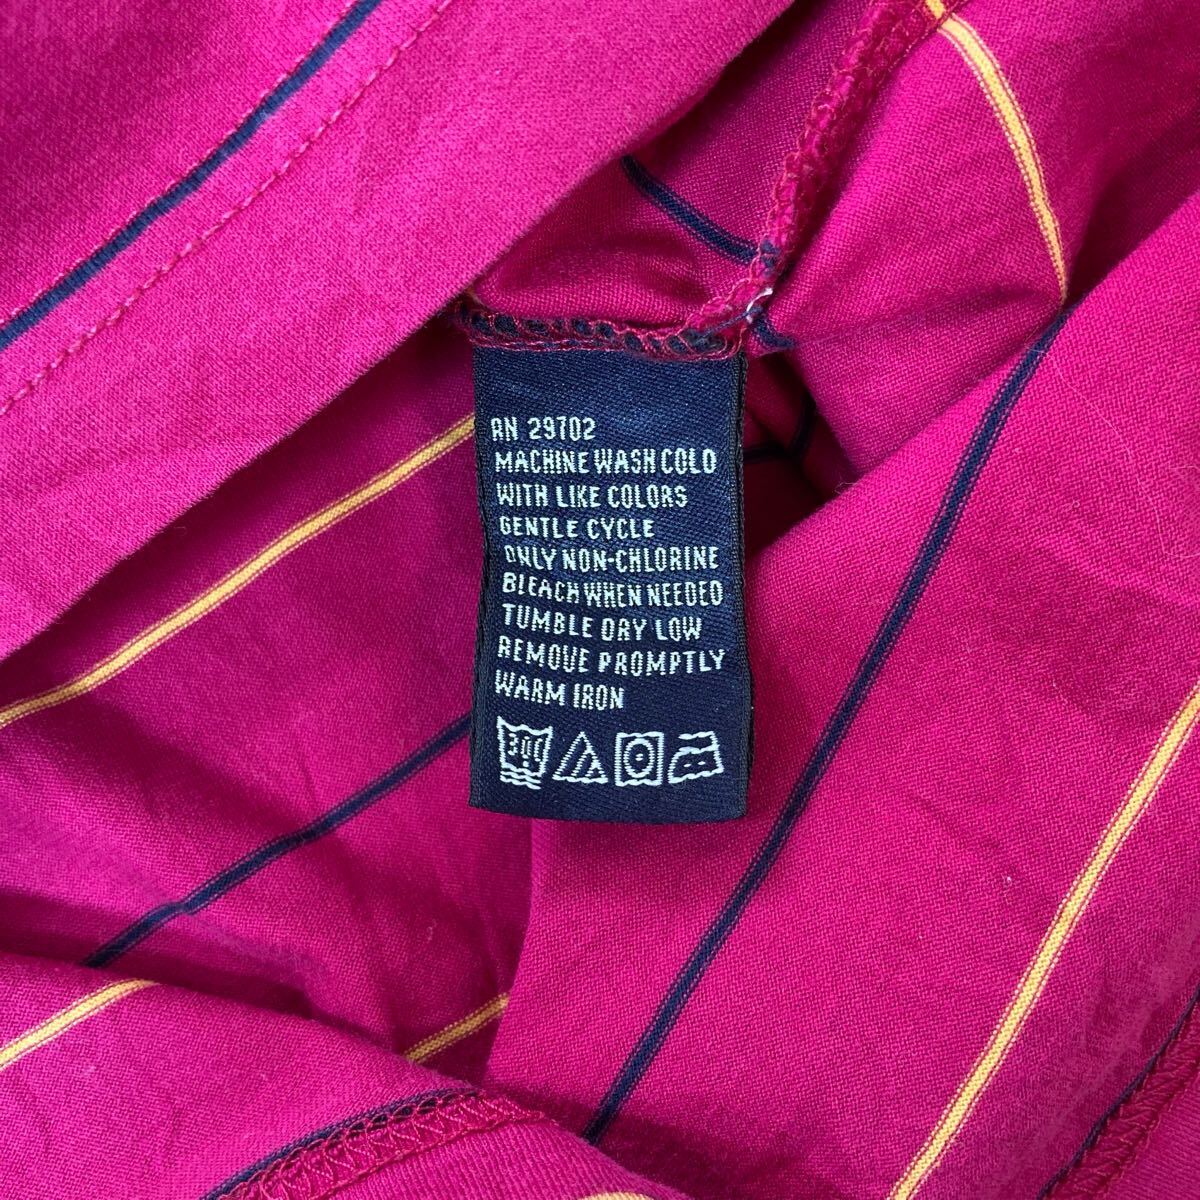 RN 29702
MACHINE WASH COLD
WITH LIKE COLORS
GENTLE CYCLE
ONLY NON-CHLORINE
BLEACH WHEN NEEDED
TUMBLE DRY LOW
REMOVE PROMPTLY
WARM IRON
30C